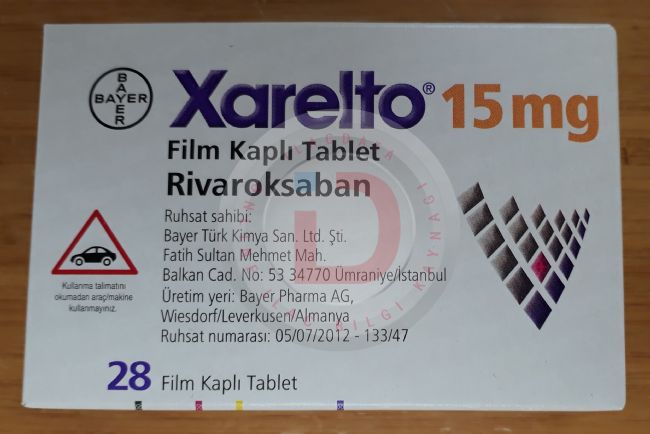 BAYER
BAYER
Xarelto® 15 mg
Film Kaplı Tablet
Rivaroksaban
Ruhsat sahibi:
Bayer Türk Kimya San. Ltd. Şti.
Fatih Sultan Mehmet Mah.
Balkan Cad. No: 53 34770 Ümraniye/İstanbul
Üretim yeri: Bayer Pharma AG,
Wiesdorf/Leverkusen/Almanya
Ruhsat numarası: 05/07/2012 - 133/47
Kullanma talimatını
okumadan araç/makine
kullanmayınız.
28 Film Kaplı Tablet